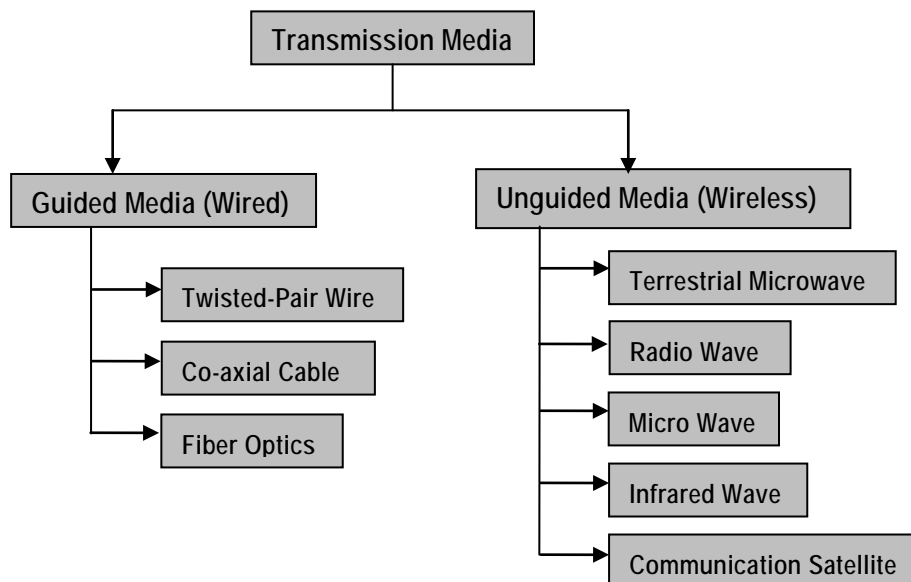 Transmission Media
Guided Media (Wired)
Twisted-Pair Wire
Co-axial Cable
Fiber Optics
Unguided Media (Wireless)
Terrestrial Microwave
Radio Wave
Micro Wave
Infrared Wave
Communication Satellite